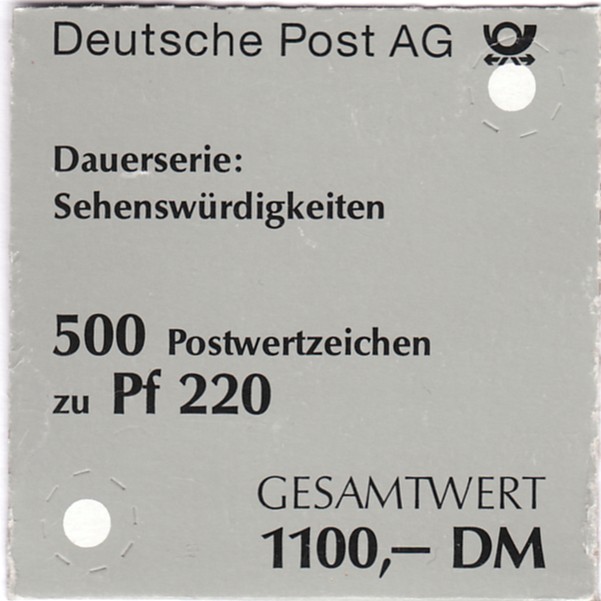 Deutsche Post AG
Dauerserie:
Sehenswürdigkeiten
500 Postwertzeichen
zu Pf 220
GESAMTWERT
1100,– DM